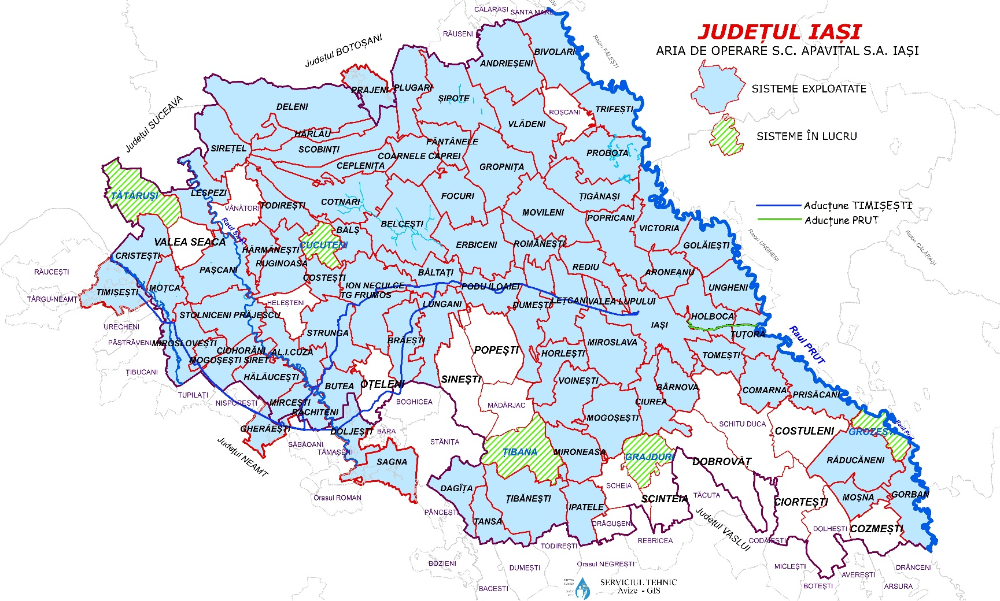 CĂLĂRAȘI
SANTA MARE
RĂUSENI
JUDEȚUL IAȘI
ARIA DE OPERARE S.C. APAVITAL S.A. IAȘI
SISTEME EXPLOATATE
SISTEME ÎN LUCRU
Aducțune TIMIȘEȘTI
Aducțune PRUT
Județul BOTOȘANI
Județul SUCEAVA
Județul NEAMT
Județul VASLUI
Raion FĂLEȘTI
Raion UNGHENI
Raion CĂLĂRAȘI
BIVOLARI
ANDRIEȘENI
PRAJENI
PLUGARI
ȘIPOTE
DELENI
ROȘCANI
TRIFEȘTI
VLĂDENI
HÂRLĂU
FÂNTÂNELE
SIREȚEL
SCOBINȚI
COARNELE CAPREI
PROBOTA
CEPLENIȚA
GROPNIȚA
TĂTĂRUȘI
LESPEZI
VÂNĂTORI
TODIREȘTI
COTNARI
FOCURI
ȚIGĂNAȘI
MOVILENI
POPRICANI
BELCEȘTI
BALȘ
VICTORIA
Raul Siret
VALEA SEACA
CUCUTENI
ERBICENI
ROMÂNEȘTI
GOLĂIEȘTI
CRISTEȘTI
HĂRMĂNEȘTI
RUGINOASA
PAȘCANI
RĂUCEȘTI
REDIU
ARONEANU
BĂLȚAȚI
COSTEȘTI
ION NECULCE
TG FRUMOS
PODU ILOAIEI
UNGHENI
TIMIȘEȘTI
MOȚCA
TÂRGU-NEAMȚ
HELEȘTENI
LUNGANI
DUMEȘTI
LEȚCANI
VALEA LUPULUI
STOLNICENI PRĂJESCU
HOLBOCA
IAȘI
URECHENI
STRUNGA
ȚUȚORA
PĂSTRĂVENI
MIROSLOVEȘTI
BRĂEȘTI
MIROSLAVA
Raul PRUT
CIOHORĂNI
AL.I.CUZA
POPEȘTI
HORLEȘTI
TOMEȘTI
MOGOȘEȘTI SIRET
ȚIBUCANI
HĂLĂUCEȘTI
BUTEA
OȚELENI
SINEȘTI
VOINEȘTI
BÂRNOVA
COMARNA
PRISĂCANI
TUPILAȚI
NISPOREȘTI
MIRCEȘTI
RĂCHITENI
BOGHICEA
MĂDÂRJAC
CIUREA
MOGOȘEȘTI
SCHITU DUCA
COSTULENI
GHERĂEȘTI
DOLJEȘTI
BÂRA
GROZEȘTI
Raul Prut
SĂBĂOANI
TĂMAȘENI
STĂNIȚA
ȚIBANA
MIRONEASA
GRAJDURI
DOBROVĂȚ
RĂDUCĂNENI
SAGNA
DAGÎȚA
ȚIBĂNEȘTI
SCHEIA
SCINTEIA
TĂCUTA
CIORTEȘTI
MOȘNA
GORBAN
Orasul ROMAN
PÂNCEȘTI
TANSA
IPATELE
DRĂGUȘENI
DOLHEȘTI
COZMEȘTI
TODIREȘTI
REBRICEA
CODĂEȘTI
BOZIENI
DUMEȘTI
Orasul NEGREȘTI
MICLEȘTI
DRĂNCENI
AVEREȘTI
BACESTI
BOTEȘTI
ARSURA
SERVICIUL TEHNIC
Avize - GIS